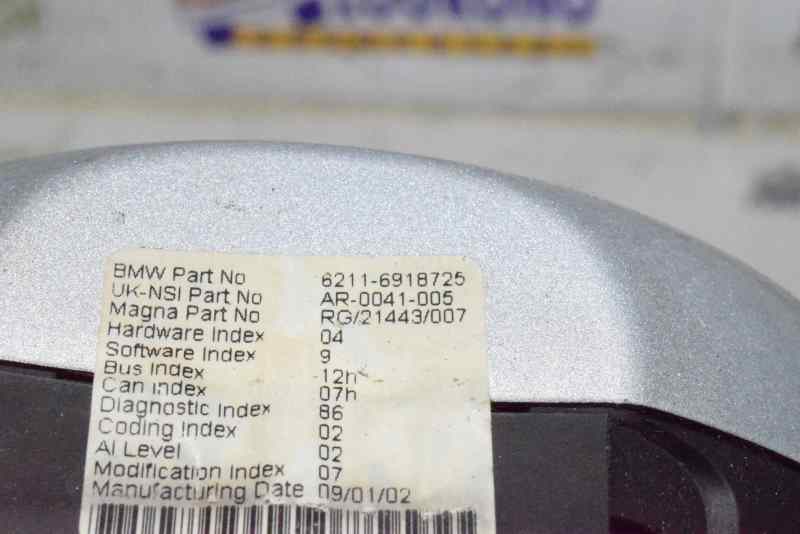 BMW Part No 6211-6918725
UK-NSI Part No AR-0041-005
Magna Part No RG/21443/007
Hardware Index 04
Software Index 9
Bus Index 12h
Can Index 07h
Diagnostic Index 86
Coding Index 02
AI Level 02
Modification Index 07
Manufacturing Date 09/01/02